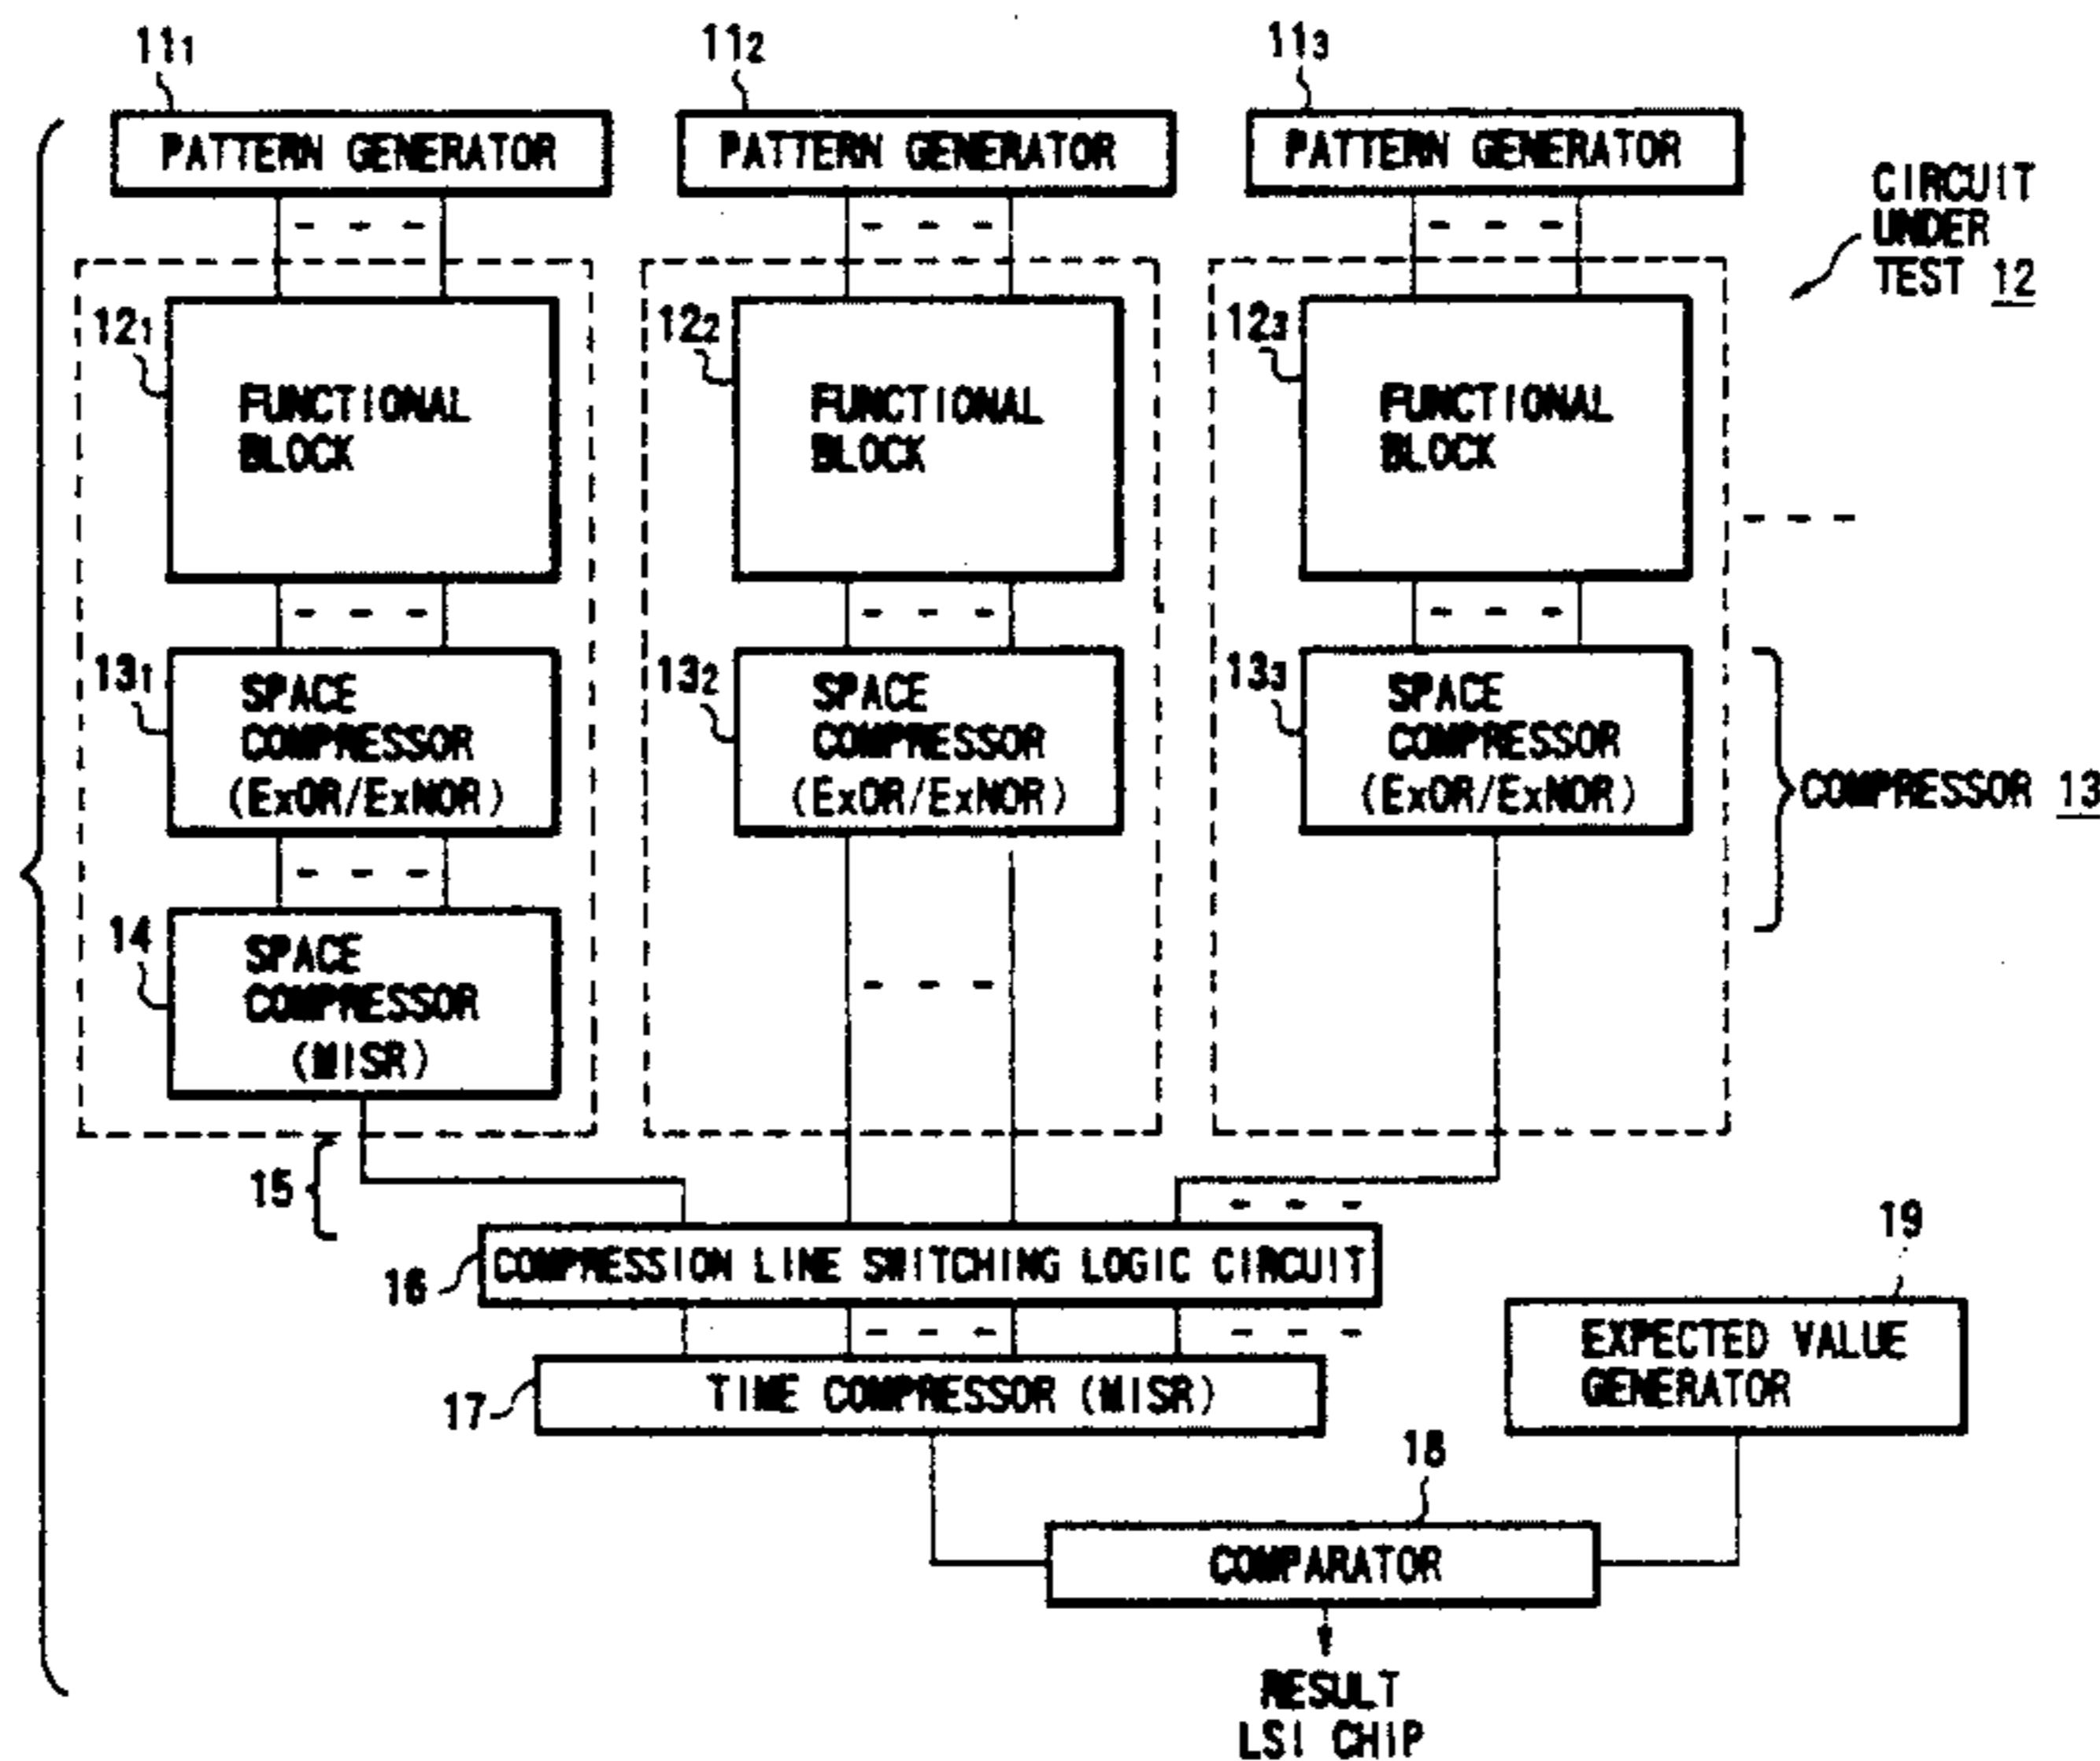 11₁ 11₂ 11₃
PATTERN GENERATOR PATTERN GENERATOR PATTERN GENERATOR
CIRCUIT
UNDER
TEST 12
12₁ 12₂ 12₃
FUNCTIONAL
BLOCK
FUNCTIONAL
BLOCK
FUNCTIONAL
BLOCK
13₁ 13₂ 13₃
SPACE
COMPRESSOR
(ExOR/ExNOR)
SPACE
COMPRESSOR
(ExOR/ExNOR)
SPACE
COMPRESSOR
(ExOR/ExNOR)
COMPRESSOR 13
14
SPACE
COMPRESSOR
(MISR)
15
16
COMPRESSION LINE SWITCHING LOGIC CIRCUIT
17
TIME COMPRESSOR (MISR)
19
EXPECTED VALUE
GENERATOR
18
COMPARATOR
RESULT
LSI CHIP